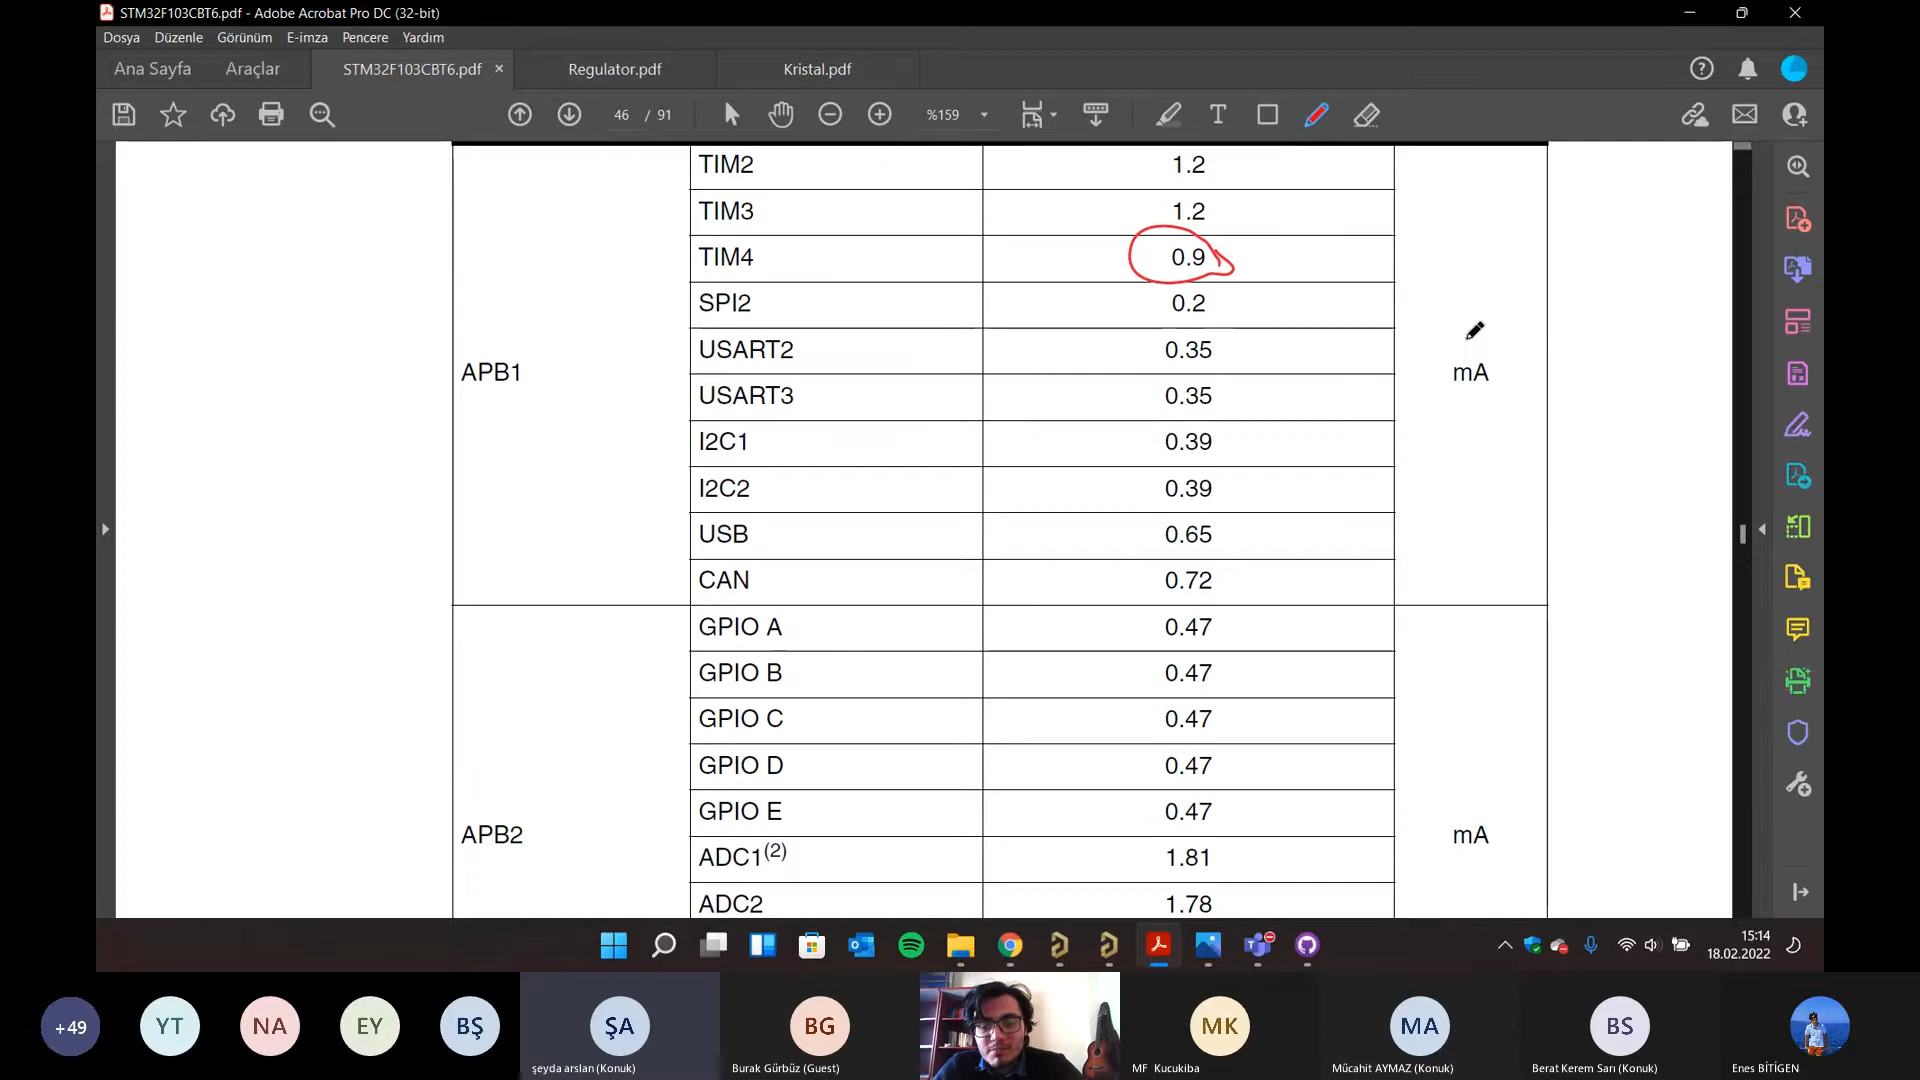 STM32F103CBT6.pdf - Adobe Acrobat Pro DC (32-bit)
Dosya Düzenle Görünüm E-imza Pencere Yardım
Ana Sayfa Araçlar STM32F103CBT6.pdf Regulator.pdf Kristal.pdf
46 / 91 %159
TIM2 1.2
TIM3 1.2
TIM4 0.9
SPI2 0.2
USART2 0.35
APB1 mA
USART3 0.35
I2C1 0.39
I2C2 0.39
USB 0.65
CAN 0.72
GPIO A 0.47
GPIO B 0.47
GPIO C 0.47
GPIO D 0.47
GPIO E 0.47
APB2 mA
ADC1(2) 1.81
ADC2 1.78
15:14
18.02.2022
+49 YT NA EY BŞ ŞA BG MK MA BS
şeyda arslan (Konuk) Burak Gürbüz (Guest) MF Kucukiba Mücahit AYMAZ (Konuk) Berat Kerem Sarı (Konuk) Enes BİTİGEN